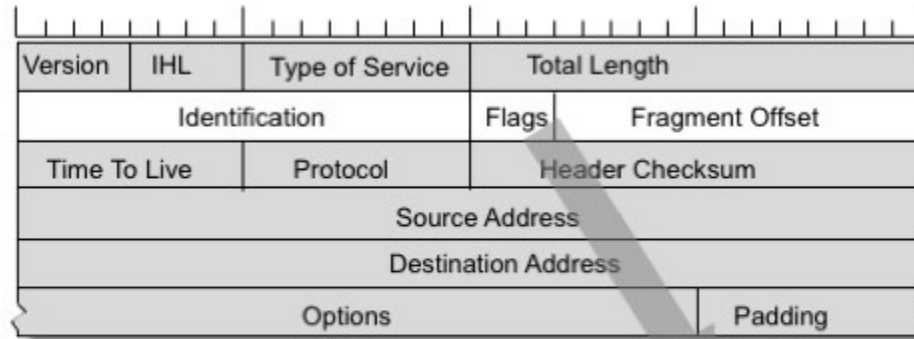 Version IHL Type of Service Total Length
Identification Flags Fragment Offset
Time To Live Protocol Header Checksum
Source Address
Destination Address
Options Padding